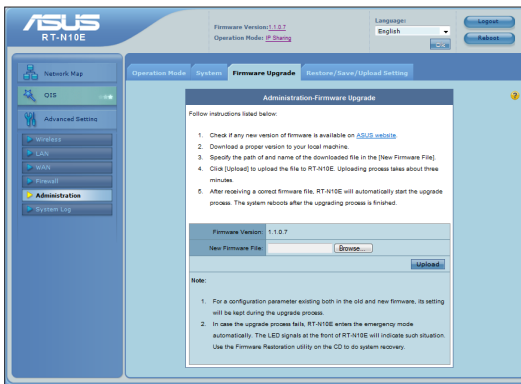 ASUS
RT-N10E
Firmware Version:1.1.0.7
Operation Mode: IP Sharing
Language:
English
Logout
Reboot
Network Map
QIS
Advanced Setting
Wireless
LAN
WAN
Firewall
Administration
System Log
Operation Mode System Firmware Upgrade Restore/Save/Upload Setting
Administration-Firmware Upgrade
Follow instructions listed below:
1. Check if any new version of firmware is available on ASUS website.
2. Download a proper version to your local machine.
3. Specify the path of and name of the downloaded file in the [New Firmware File].
4. Click [Upload] to upload the file to RT-N10E. Uploading process takes about three
minutes.
5. After receiving a correct firmware file, RT-N10E will automatically start the upgrade
process. The system reboots after the upgrading process is finished.
Firmware Version: 1.1.0.7
New Firmware File: Browse...
Upload
Note:
1. For a configuration parameter existing both in the old and new firmware, its setting
will be kept during the upgrade process.
2. In case the upgrade process fails, RT-N10E enters the emergency mode
automatically. The LED signals at the front of RT-N10E will indicate such situation.
Use the Firmware Restoration utility on the CD to do system recovery.